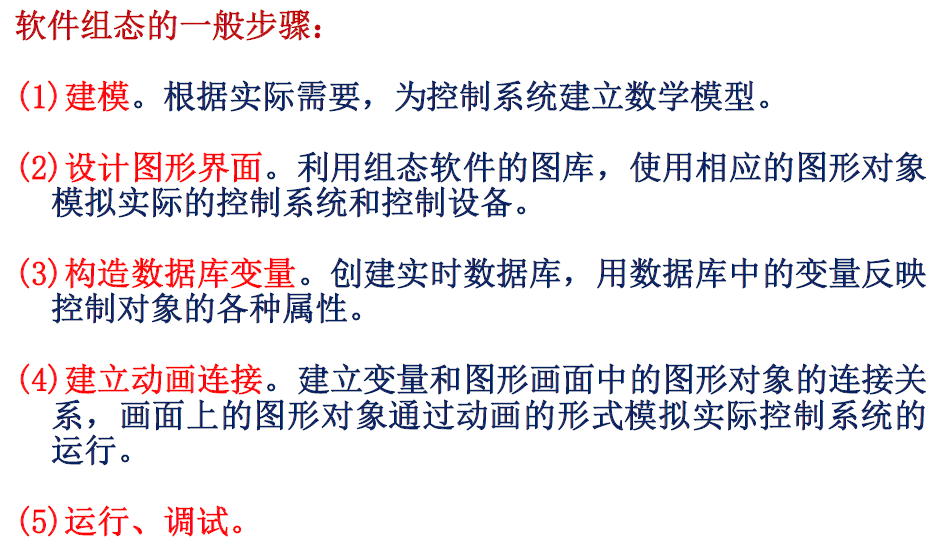 软件组态的一般步骤：
(1)建模。根据实际需要，为控制系统建立数学模型。
(2)设计图形界面。利用组态软件的图库，使用相应的图形对象
模拟实际的控制系统和控制设备。
(3)构造数据库变量。创建实时数据库，用数据库中的变量反映
控制对象的各种属性。
(4)建立动画连接。建立变量和图形画面中的图形对象的连接关
系，画面上的图形对象通过动画的形式模拟实际控制系统的
运行。
(5)运行、调试。